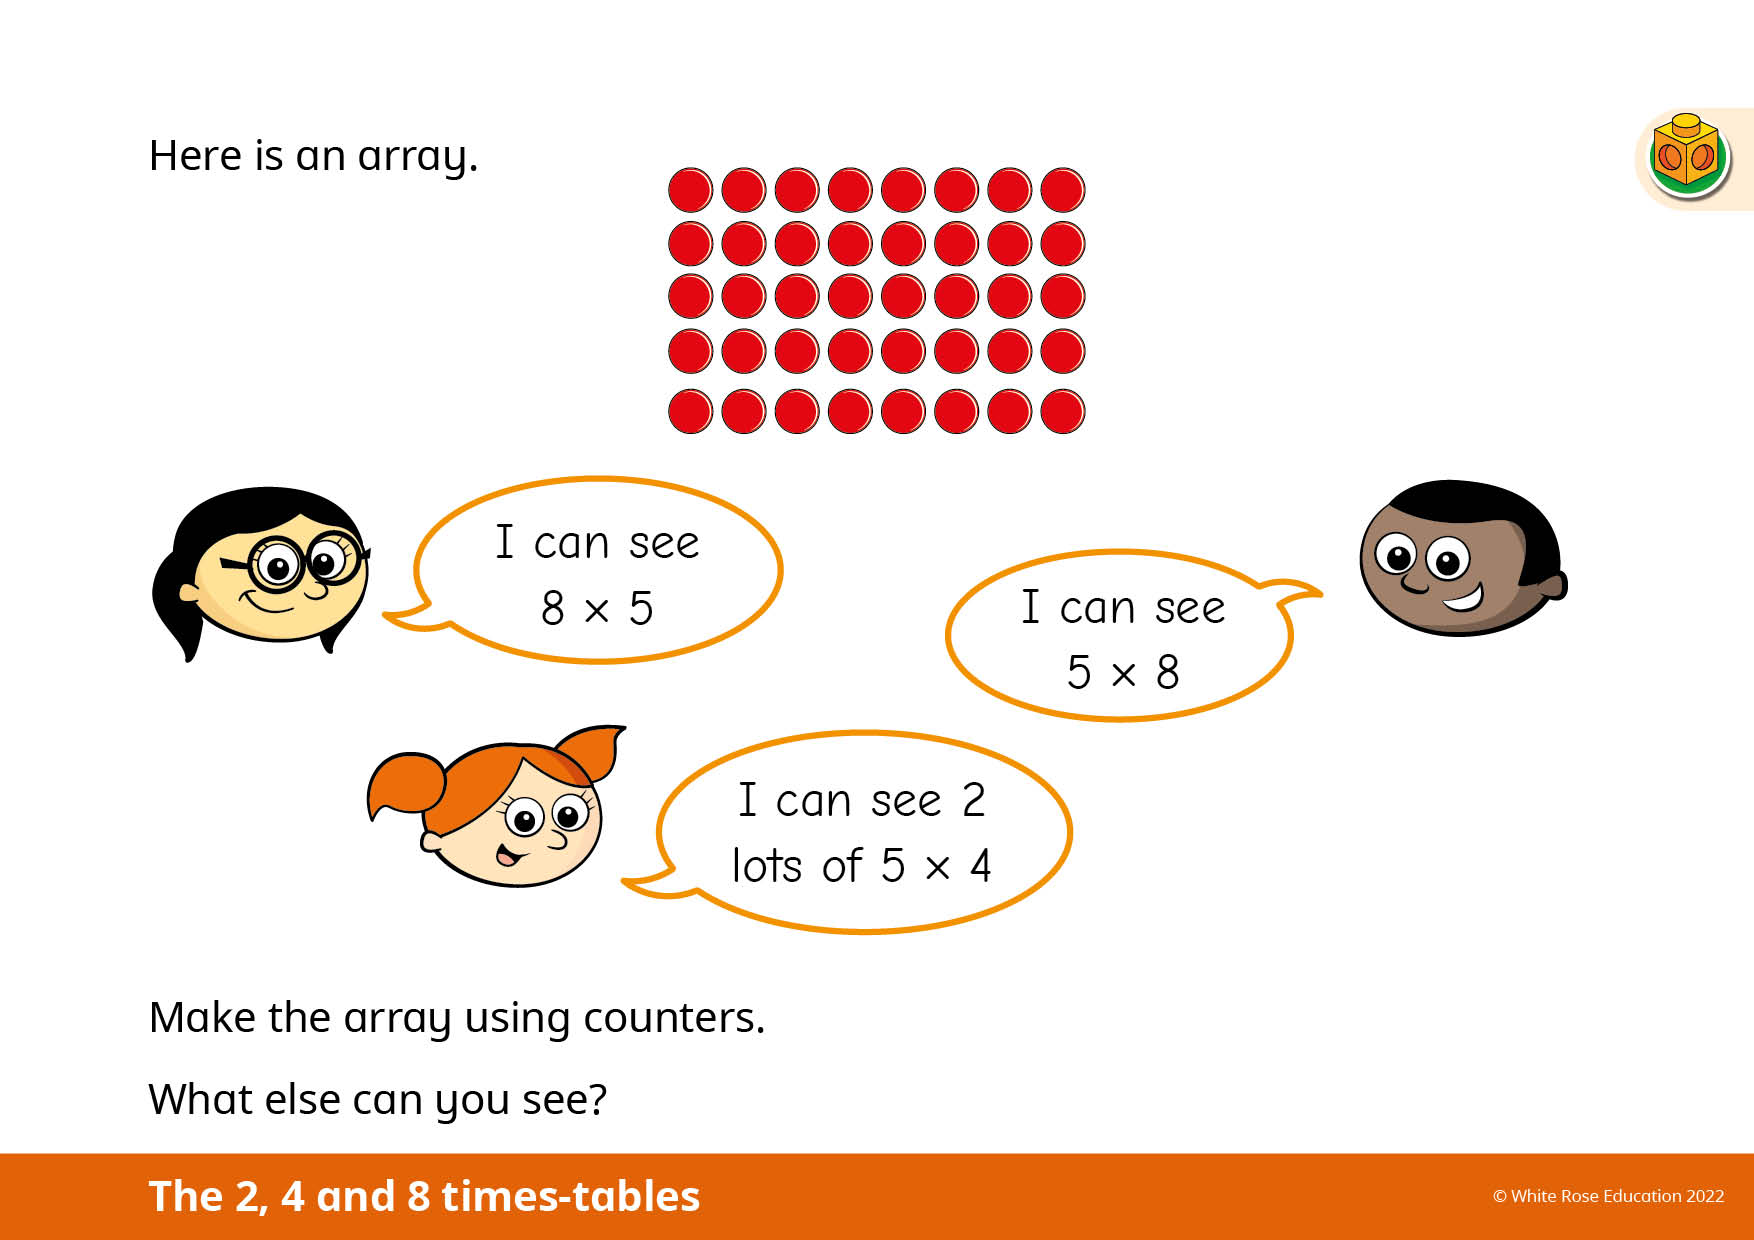 Here is an array.
I can see
8 × 5
I can see
5 × 8
I can see 2
lots of 5 × 4
Make the array using counters.
What else can you see?
The 2, 4 and 8 times-tables
© White Rose Education 2022